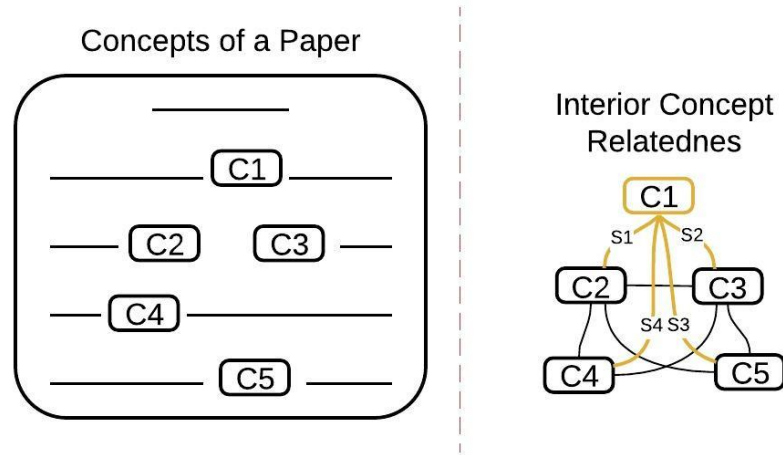 Concepts of a Paper
C1
C2 C3
C4
C5
Interior Concept
Relatednes
C1
S1 S2
C2 C3
S4 S3
C4 C5